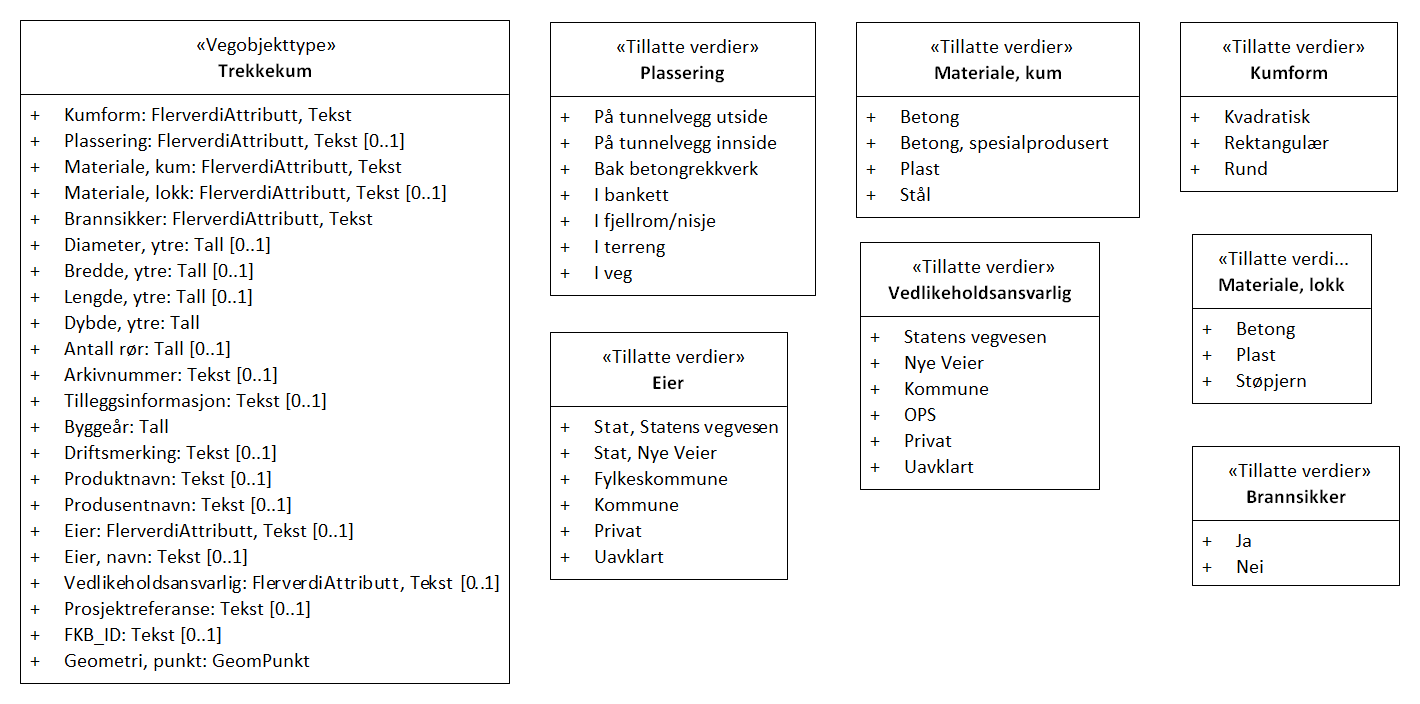 «Vegobjekttype»
Trekkekum
+ Kumform: FlerverdiAttributt, Tekst
+ Plassering: FlerverdiAttributt, Tekst [0..1]
+ Materiale, kum: FlerverdiAttributt, Tekst
+ Materiale, lokk: FlerverdiAttributt, Tekst [0..1]
+ Brannsikker: FlerverdiAttributt, Tekst
+ Diameter, ytre: Tall [0..1]
+ Bredde, ytre: Tall [0..1]
+ Lengde, ytre: Tall [0..1]
+ Dybde, ytre: Tall
+ Antall rør: Tall [0..1]
+ Arkivnummer: Tekst [0..1]
+ Tilleggsinformasjon: Tekst [0..1]
+ Byggeår: Tall
+ Driftsmerking: Tekst [0..1]
+ Produktnavn: Tekst [0..1]
+ Produsentnavn: Tekst [0..1]
+ Eier: FlerverdiAttributt, Tekst [0..1]
+ Eier, navn: Tekst [0..1]
+ Vedlikeholdsansvarlig: FlerverdiAttributt, Tekst [0..1]
+ Prosjektreferanse: Tekst [0..1]
+ FKB_ID: Tekst [0..1]
+ Geometri, punkt: GeomPunkt
«Tillatte verdier»
Plassering
+ På tunnelvegg utside
+ På tunnelvegg innside
+ Bak betongrekkverk
+ I bankett
+ I fjellrom/nisje
+ I terreng
+ I veg
«Tillatte verdier»
Eier
+ Stat, Statens vegvesen
+ Stat, Nye Veier
+ Fylkeskommune
+ Kommune
+ Privat
+ Uavklart
«Tillatte verdier»
Materiale, kum
+ Betong
+ Betong, spesialprodusert
+ Plast
+ Stål
«Tillatte verdier»
Vedlikeholdsansvarlig
+ Statens vegvesen
+ Nye Veier
+ Kommune
+ OPS
+ Privat
+ Uavklart
«Tillatte verdier»
Kumform
+ Kvadratisk
+ Rektangulær
+ Rund
«Tillatte verdi...
Materiale, lokk
+ Betong
+ Plast
+ Støpjern
«Tillatte verdier»
Brannsikker
+ Ja
+ Nei